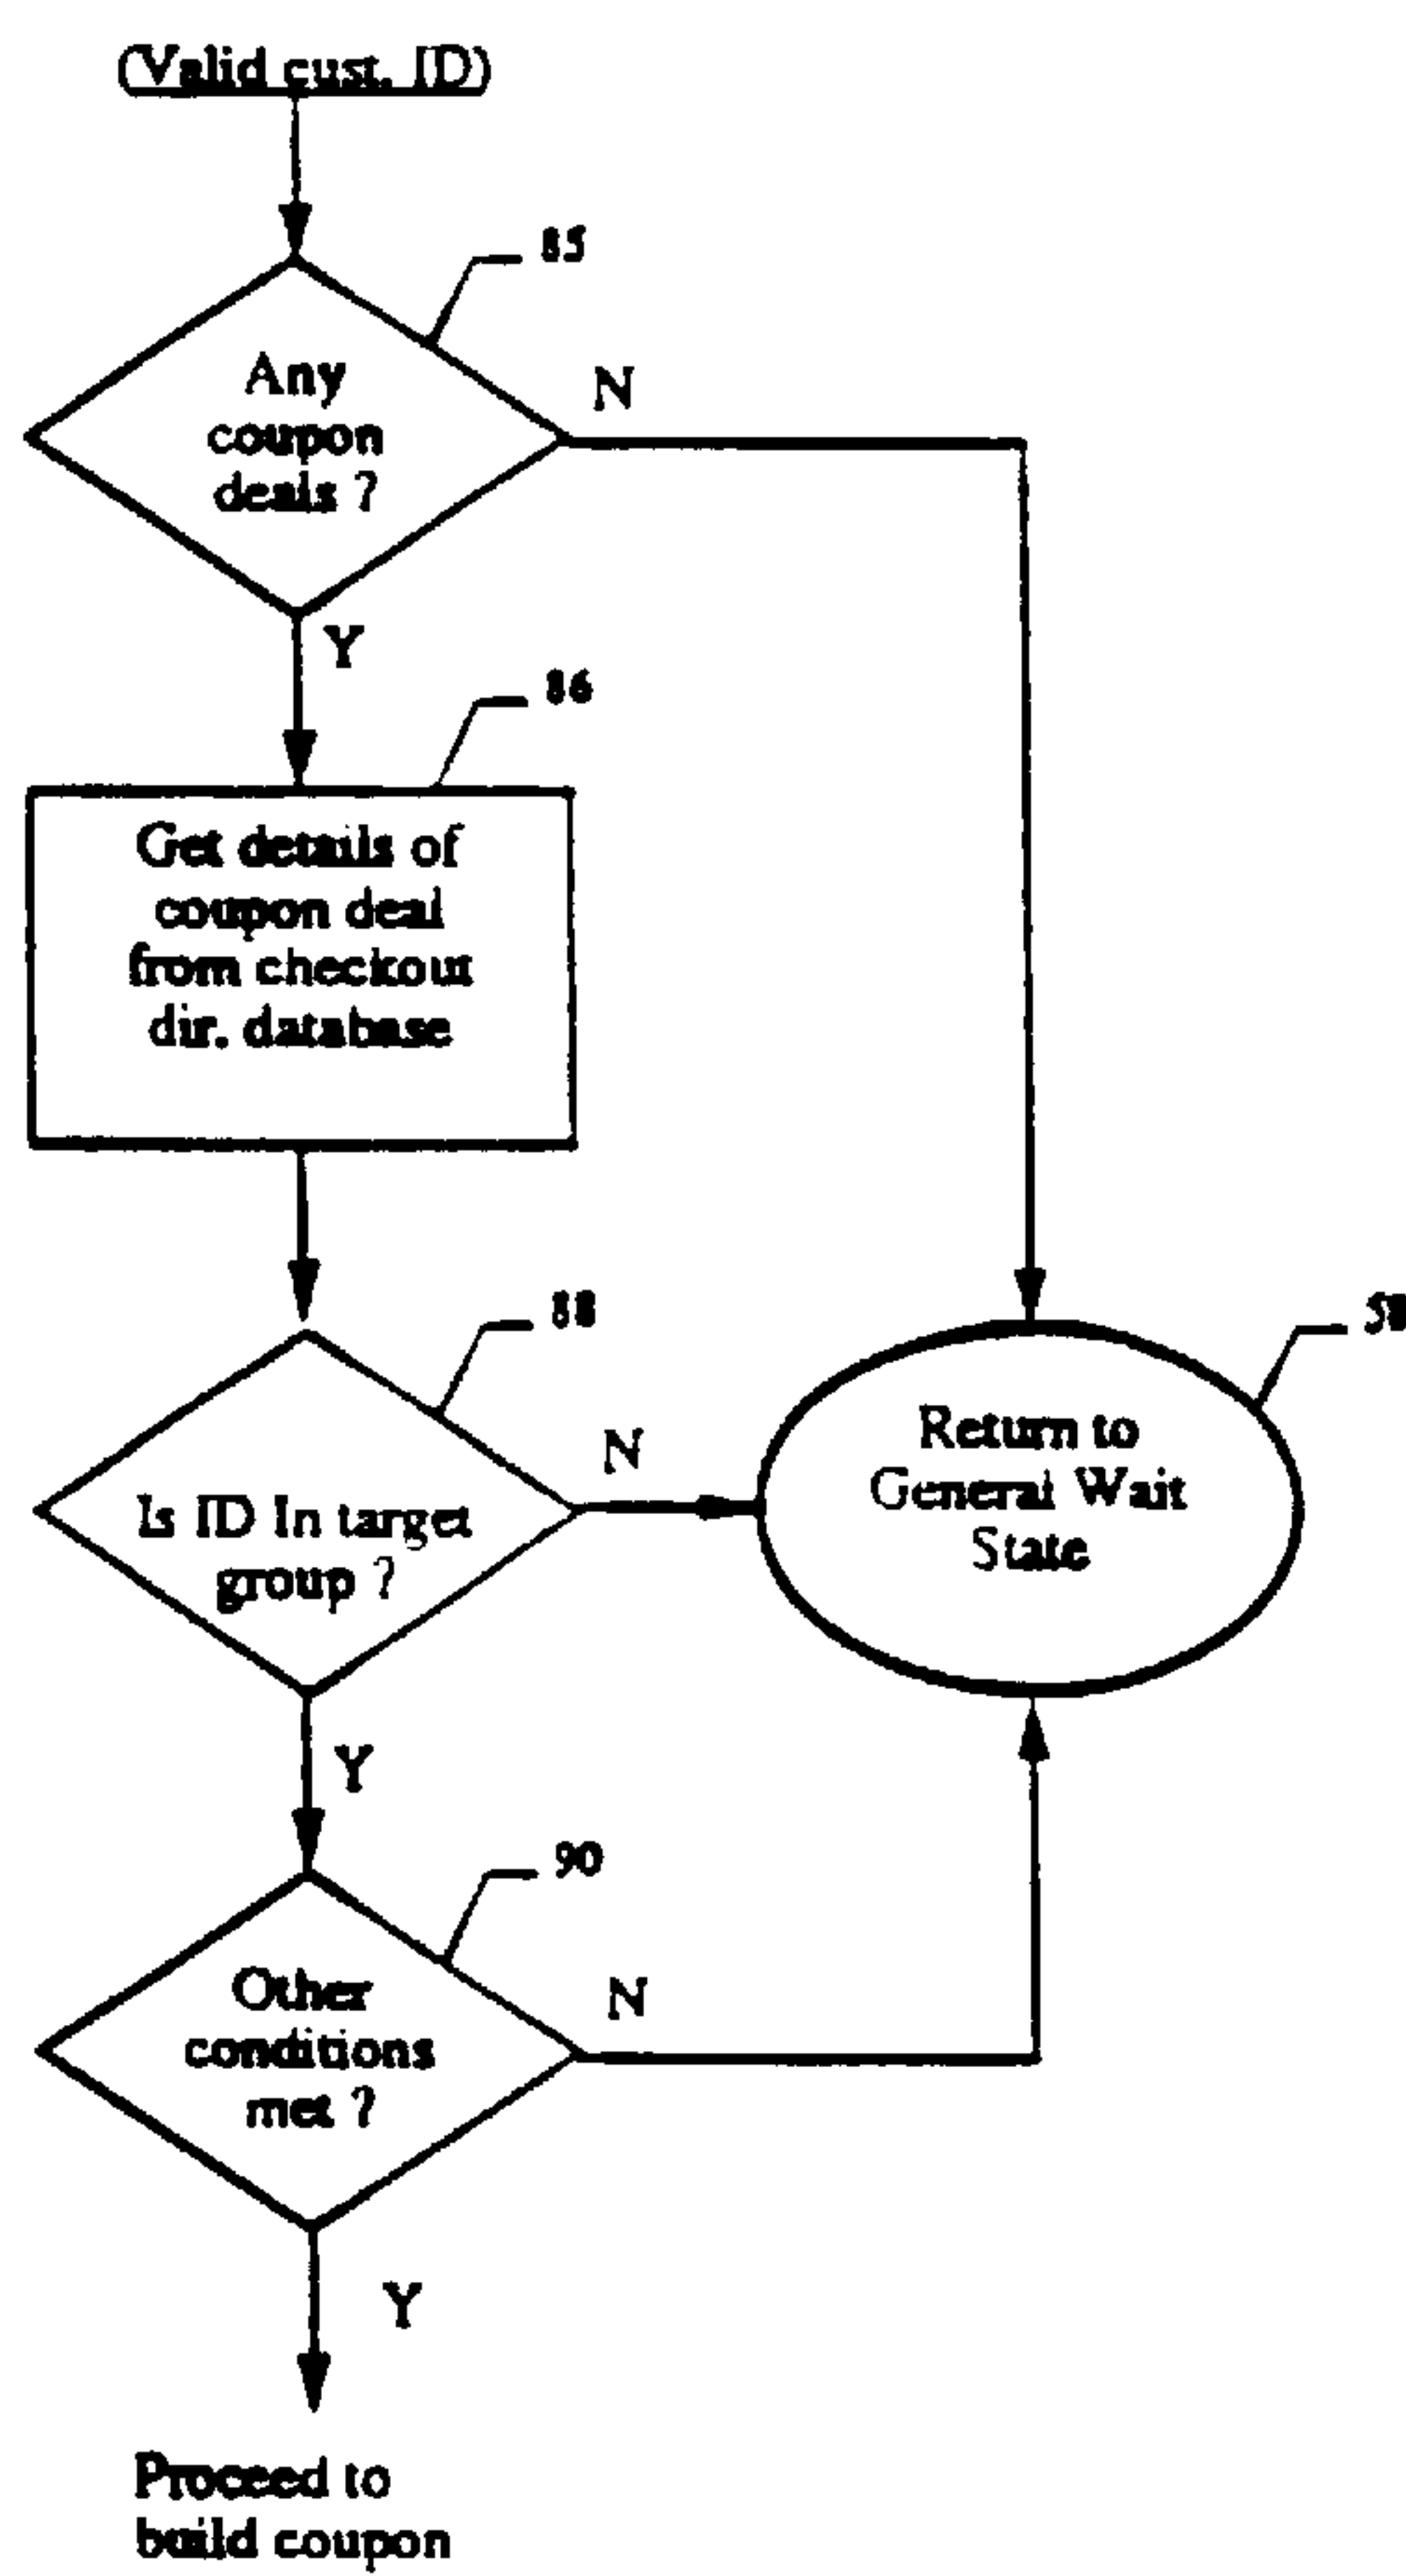 (Valid cust. ID)
85
Any
coupon
deals ?
N
Y
86
Get details of
coupon deal
from checkout
dir. database
88
Is ID In target
group ?
N
58
Return to
General Wait
State
Y
90
Other
conditions
met ?
N
Y
Proceed to
build coupon